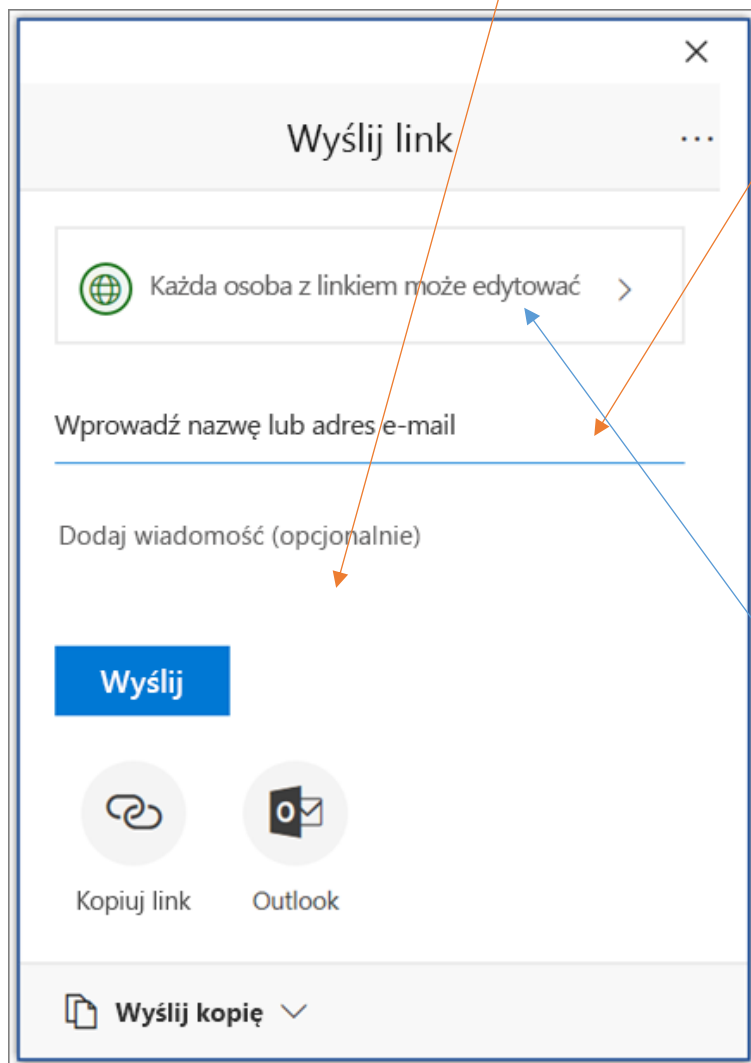 Wyślij link
Każda osoba z linkiem może edytować
Wprowadź nazwę lub adres e-mail
Dodaj wiadomość (opcjonalnie)
Wyślij
Kopiuj link
Outlook
Wyślij kopię